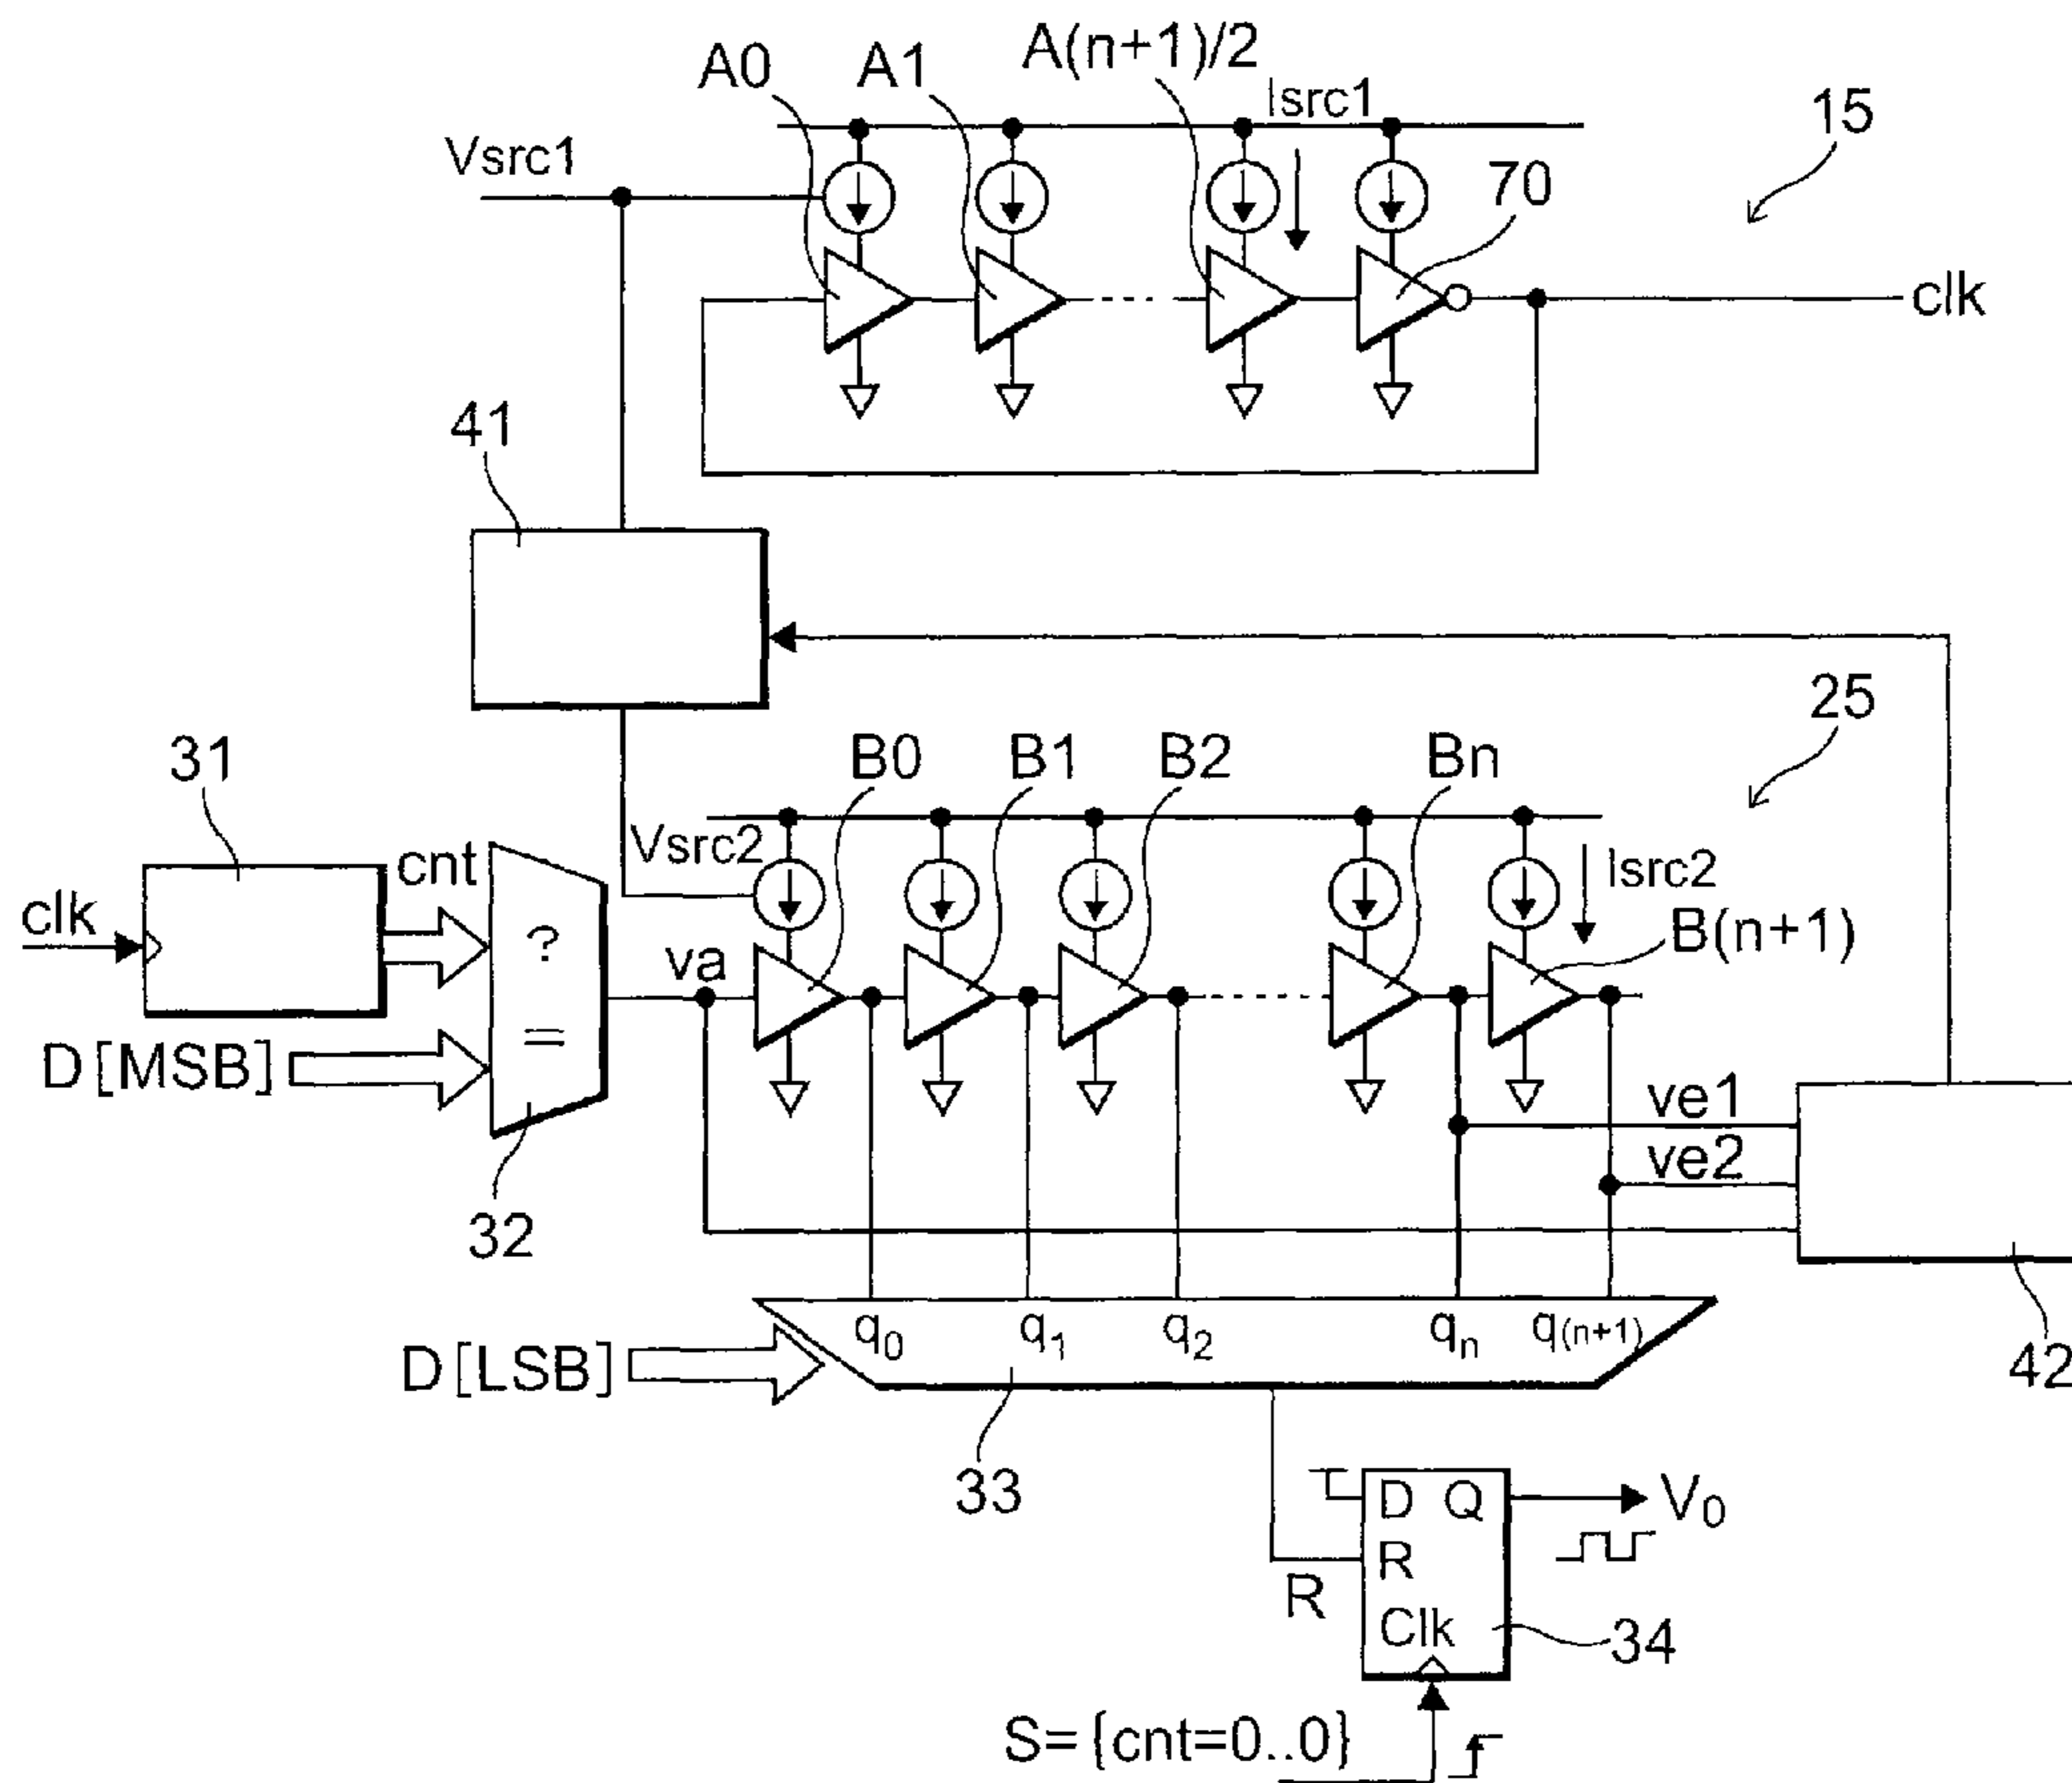 A0
A1
A(n+1)/2
Isrc1
15
Vsrc1
70
clk
41
25
31
B0
B1
B2
Bn
cnt
Vsrc2
Isrc2
clk
?
va
B(n+1)
=
D[MSB]
ve1
ve2
32
q0
q1
q2
qn
q(n+1)
D[LSB]
42
33
D Q
V0
R
R
Clk
34
S={cnt=0..0}